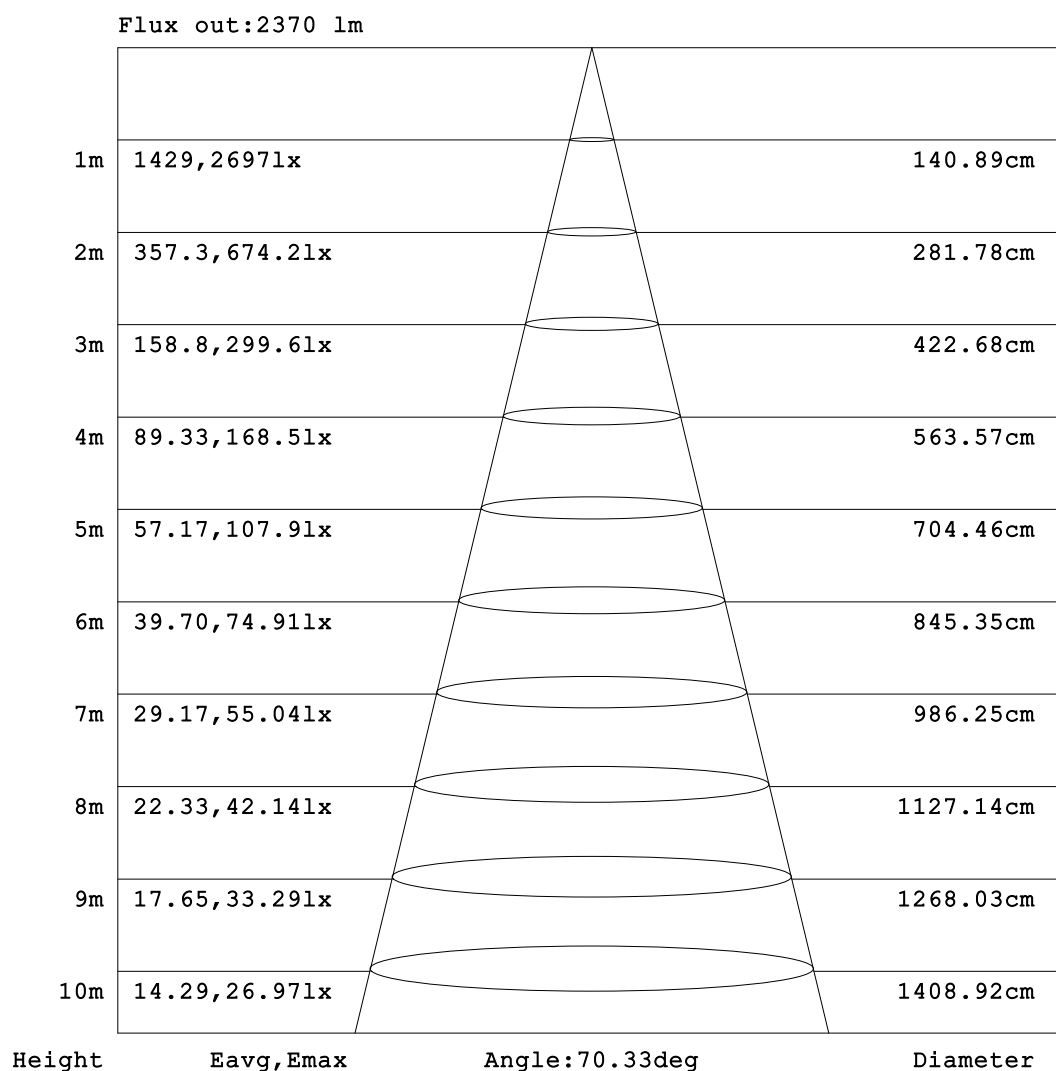 Flux out:2370 lm
1m 1429,2697lx 140.89cm
2m 357.3,674.2lx 281.78cm
3m 158.8,299.6lx 422.68cm
4m 89.33,168.5lx 563.57cm
5m 57.17,107.9lx 704.46cm
6m 39.70,74.91lx 845.35cm
7m 29.17,55.04lx 986.25cm
8m 22.33,42.14lx 1127.14cm
9m 17.65,33.29lx 1268.03cm
10m 14.29,26.97lx 1408.92cm
Height Eavg,Emax Angle:70.33deg Diameter